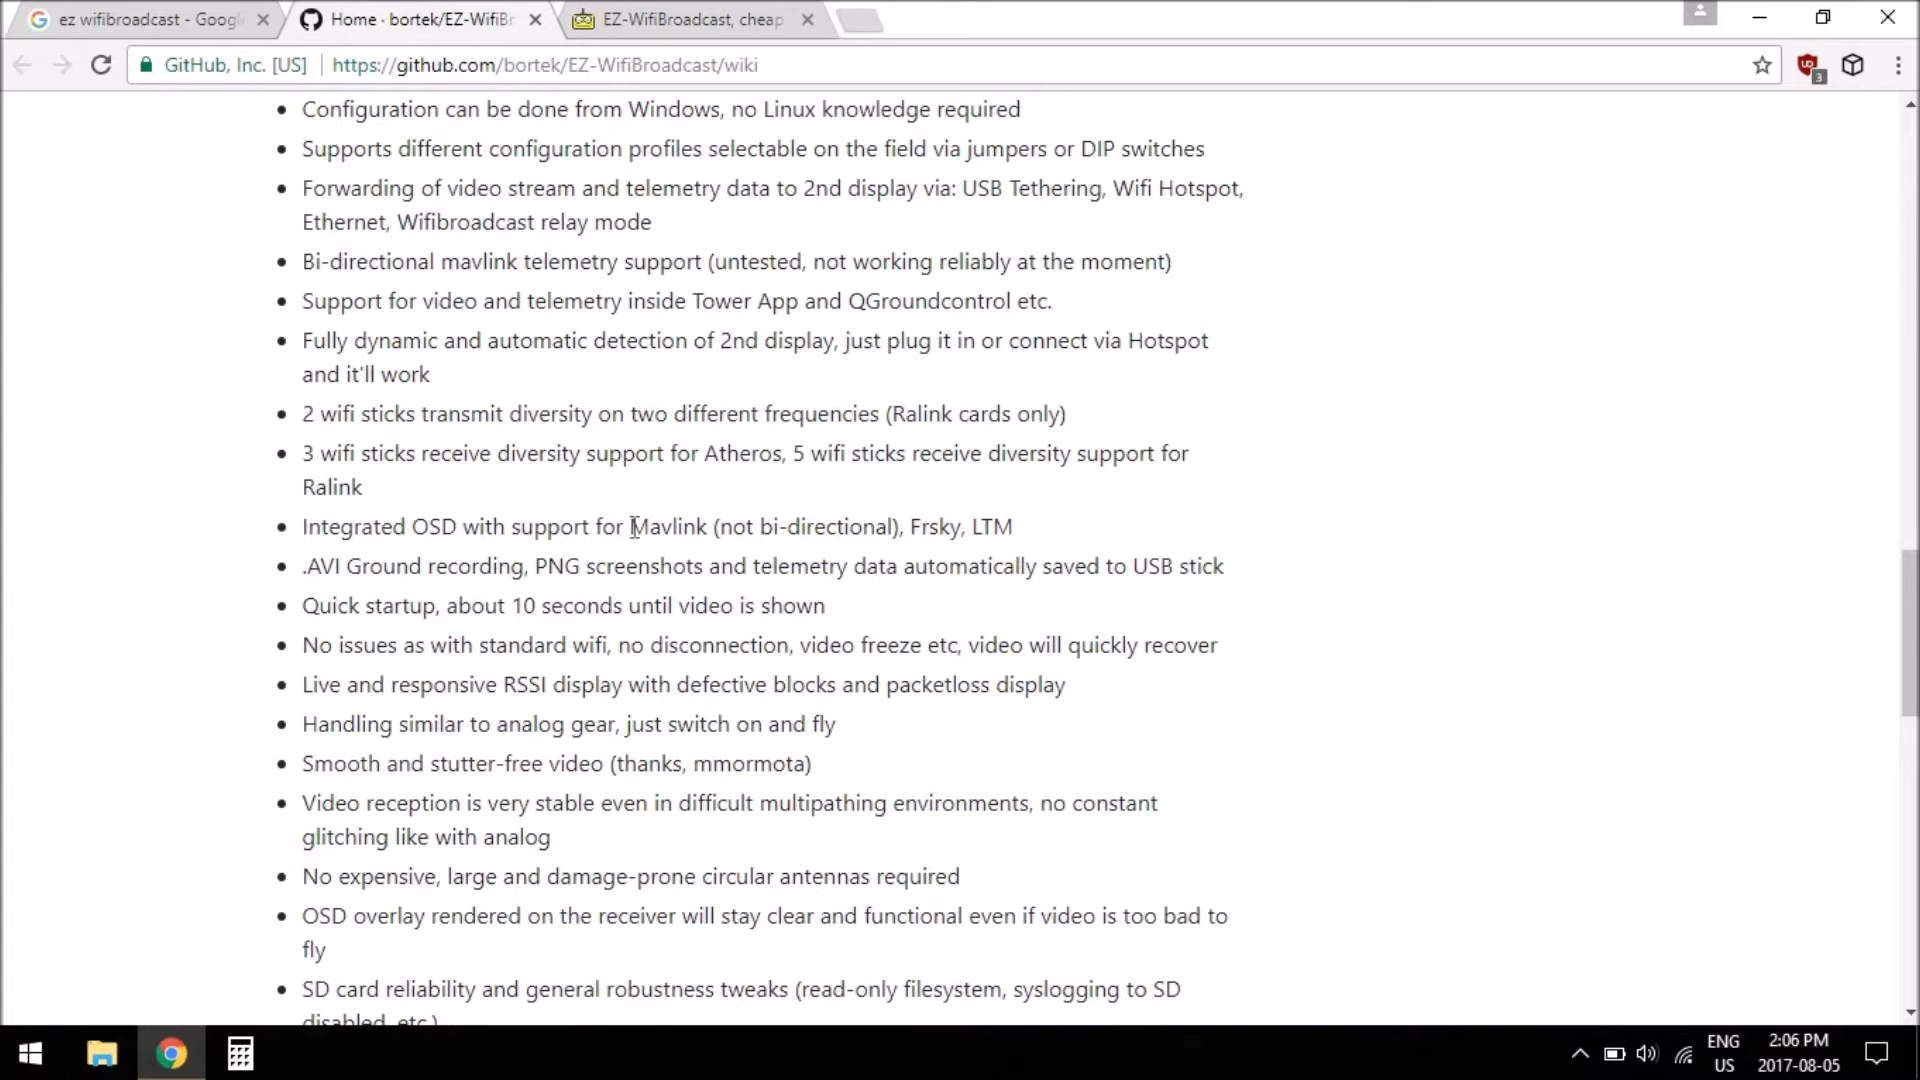 ez wifibroadcast - Googl
Home · bortek/EZ-WifiBr
EZ-WifiBroadcast, cheap
GitHub, Inc. [US]
https://github.com/bortek/EZ-WifiBroadcast/wiki
3
Configuration can be done from Windows, no Linux knowledge required
Supports different configuration profiles selectable on the field via jumpers or DIP switches
Forwarding of video stream and telemetry data to 2nd display via: USB Tethering, Wifi Hotspot,
Ethernet, Wifibroadcast relay mode
Bi-directional mavlink telemetry support (untested, not working reliably at the moment)
Support for video and telemetry inside Tower App and QGroundcontrol etc.
Fully dynamic and automatic detection of 2nd display, just plug it in or connect via Hotspot
and it'll work
2 wifi sticks transmit diversity on two different frequencies (Ralink cards only)
3 wifi sticks receive diversity support for Atheros, 5 wifi sticks receive diversity support for
Ralink
Integrated OSD with support for Mavlink (not bi-directional), Frsky, LTM
.AVI Ground recording, PNG screenshots and telemetry data automatically saved to USB stick
Quick startup, about 10 seconds until video is shown
No issues as with standard wifi, no disconnection, video freeze etc, video will quickly recover
Live and responsive RSSI display with defective blocks and packetloss display
Handling similar to analog gear, just switch on and fly
Smooth and stutter-free video (thanks, mmormota)
Video reception is very stable even in difficult multipathing environments, no constant
glitching like with analog
No expensive, large and damage-prone circular antennas required
OSD overlay rendered on the receiver will stay clear and functional even if video is too bad to
fly
SD card reliability and general robustness tweaks (read-only filesystem, syslogging to SD
disabled, etc.)
ENG
US
2:06 PM
2017-08-05